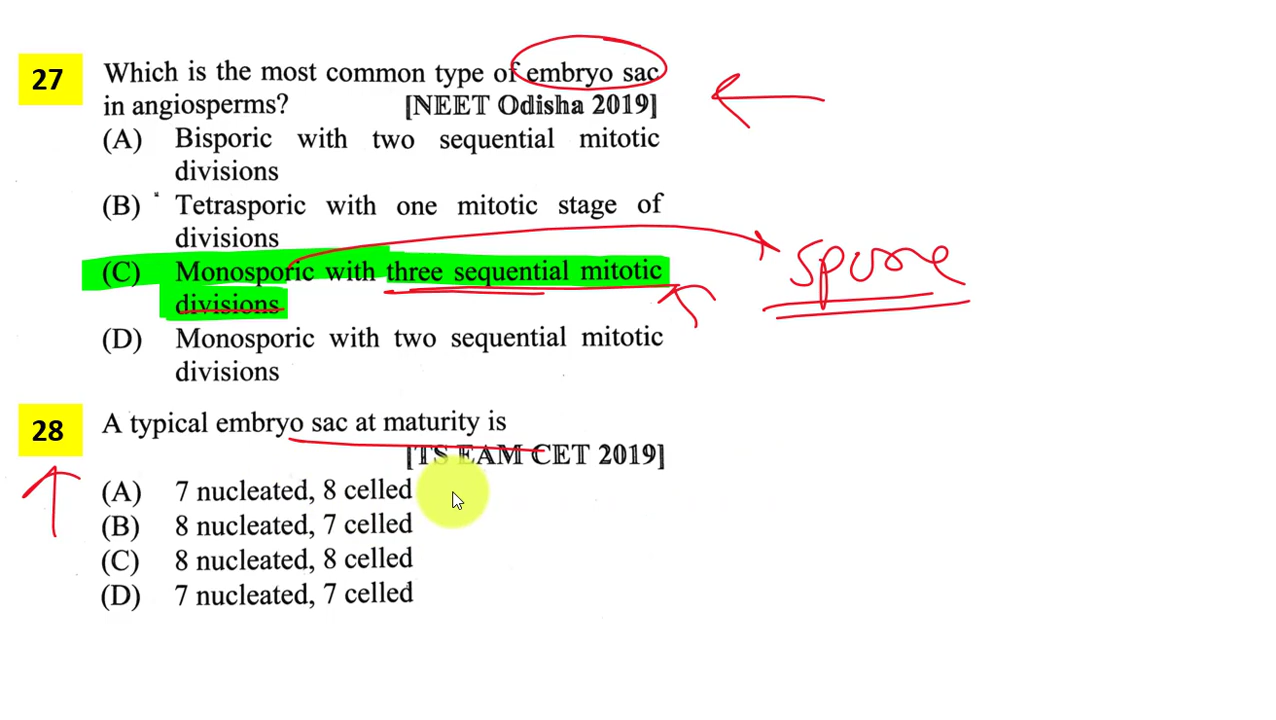 27 Which is the most common type of embryo sac
in angiosperms? [NEET Odisha 2019]
(A) Bisporic with two sequential mitotic
divisions
(B) Tetrasporic with one mitotic stage of
divisions
(C) Monosporic with three sequential mitotic
divisions
spore
(D) Monosporic with two sequential mitotic
divisions
28 A typical embryo sac at maturity is
[TS EAM CET 2019]
(A) 7 nucleated, 8 celled
(B) 8 nucleated, 7 celled
(C) 8 nucleated, 8 celled
(D) 7 nucleated, 7 celled